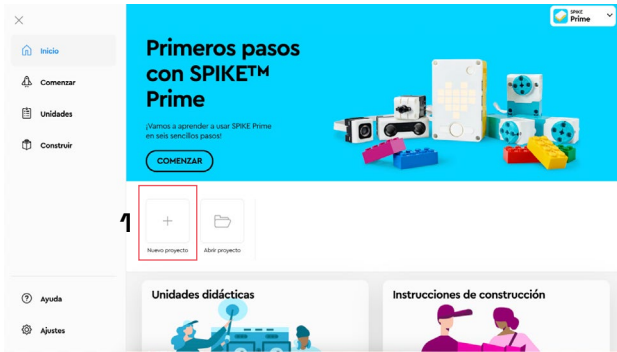 SPIKE
Prime
Inicio
Comenzar
Unidades
Construir
Ayuda
Ajustes
Primeros pasos
con SPIKE™
Prime
¡Vamos a aprender a usar SPIKE Prime
en seis sencillos pasos!
COMENZAR
1
Nuevo proyecto
Abrir proyecto
Unidades didácticas
Instrucciones de construcción